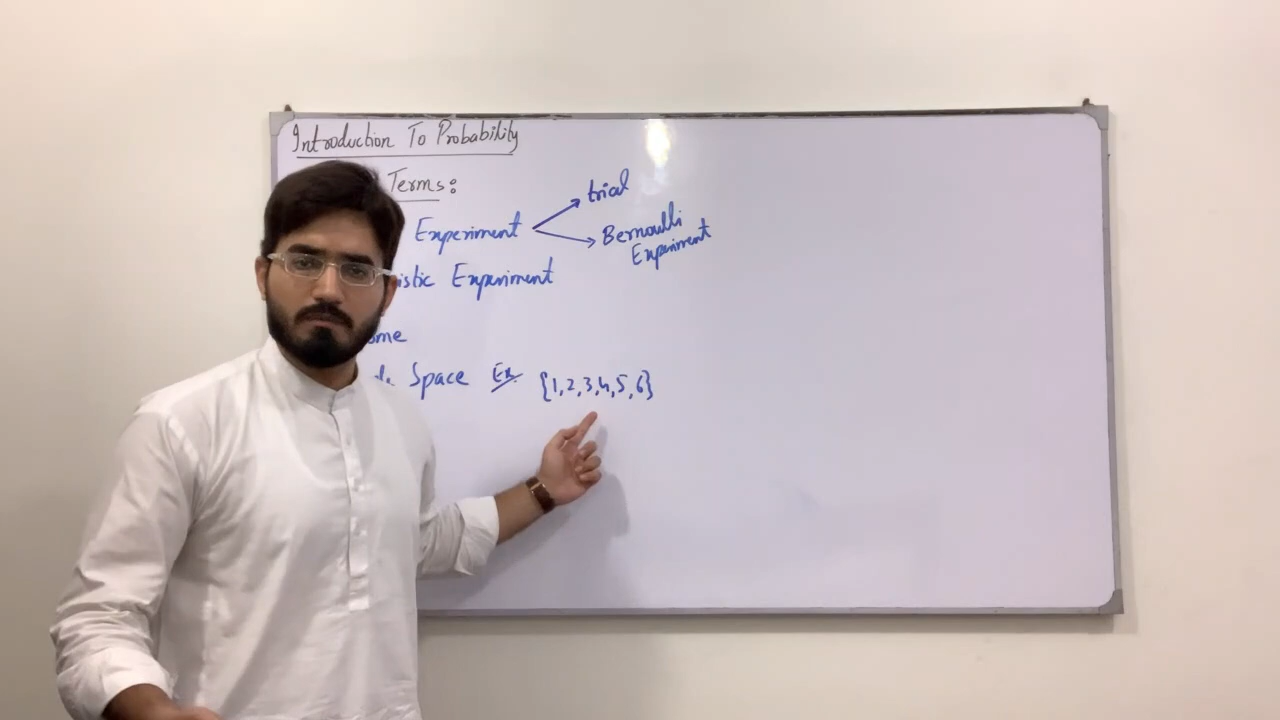 Introduction To Probability
Terms:
Experiment
trial
Bernoulli
Experiment
istic Experiment
ome
Space Ex. {1,2,3,4,5,6}